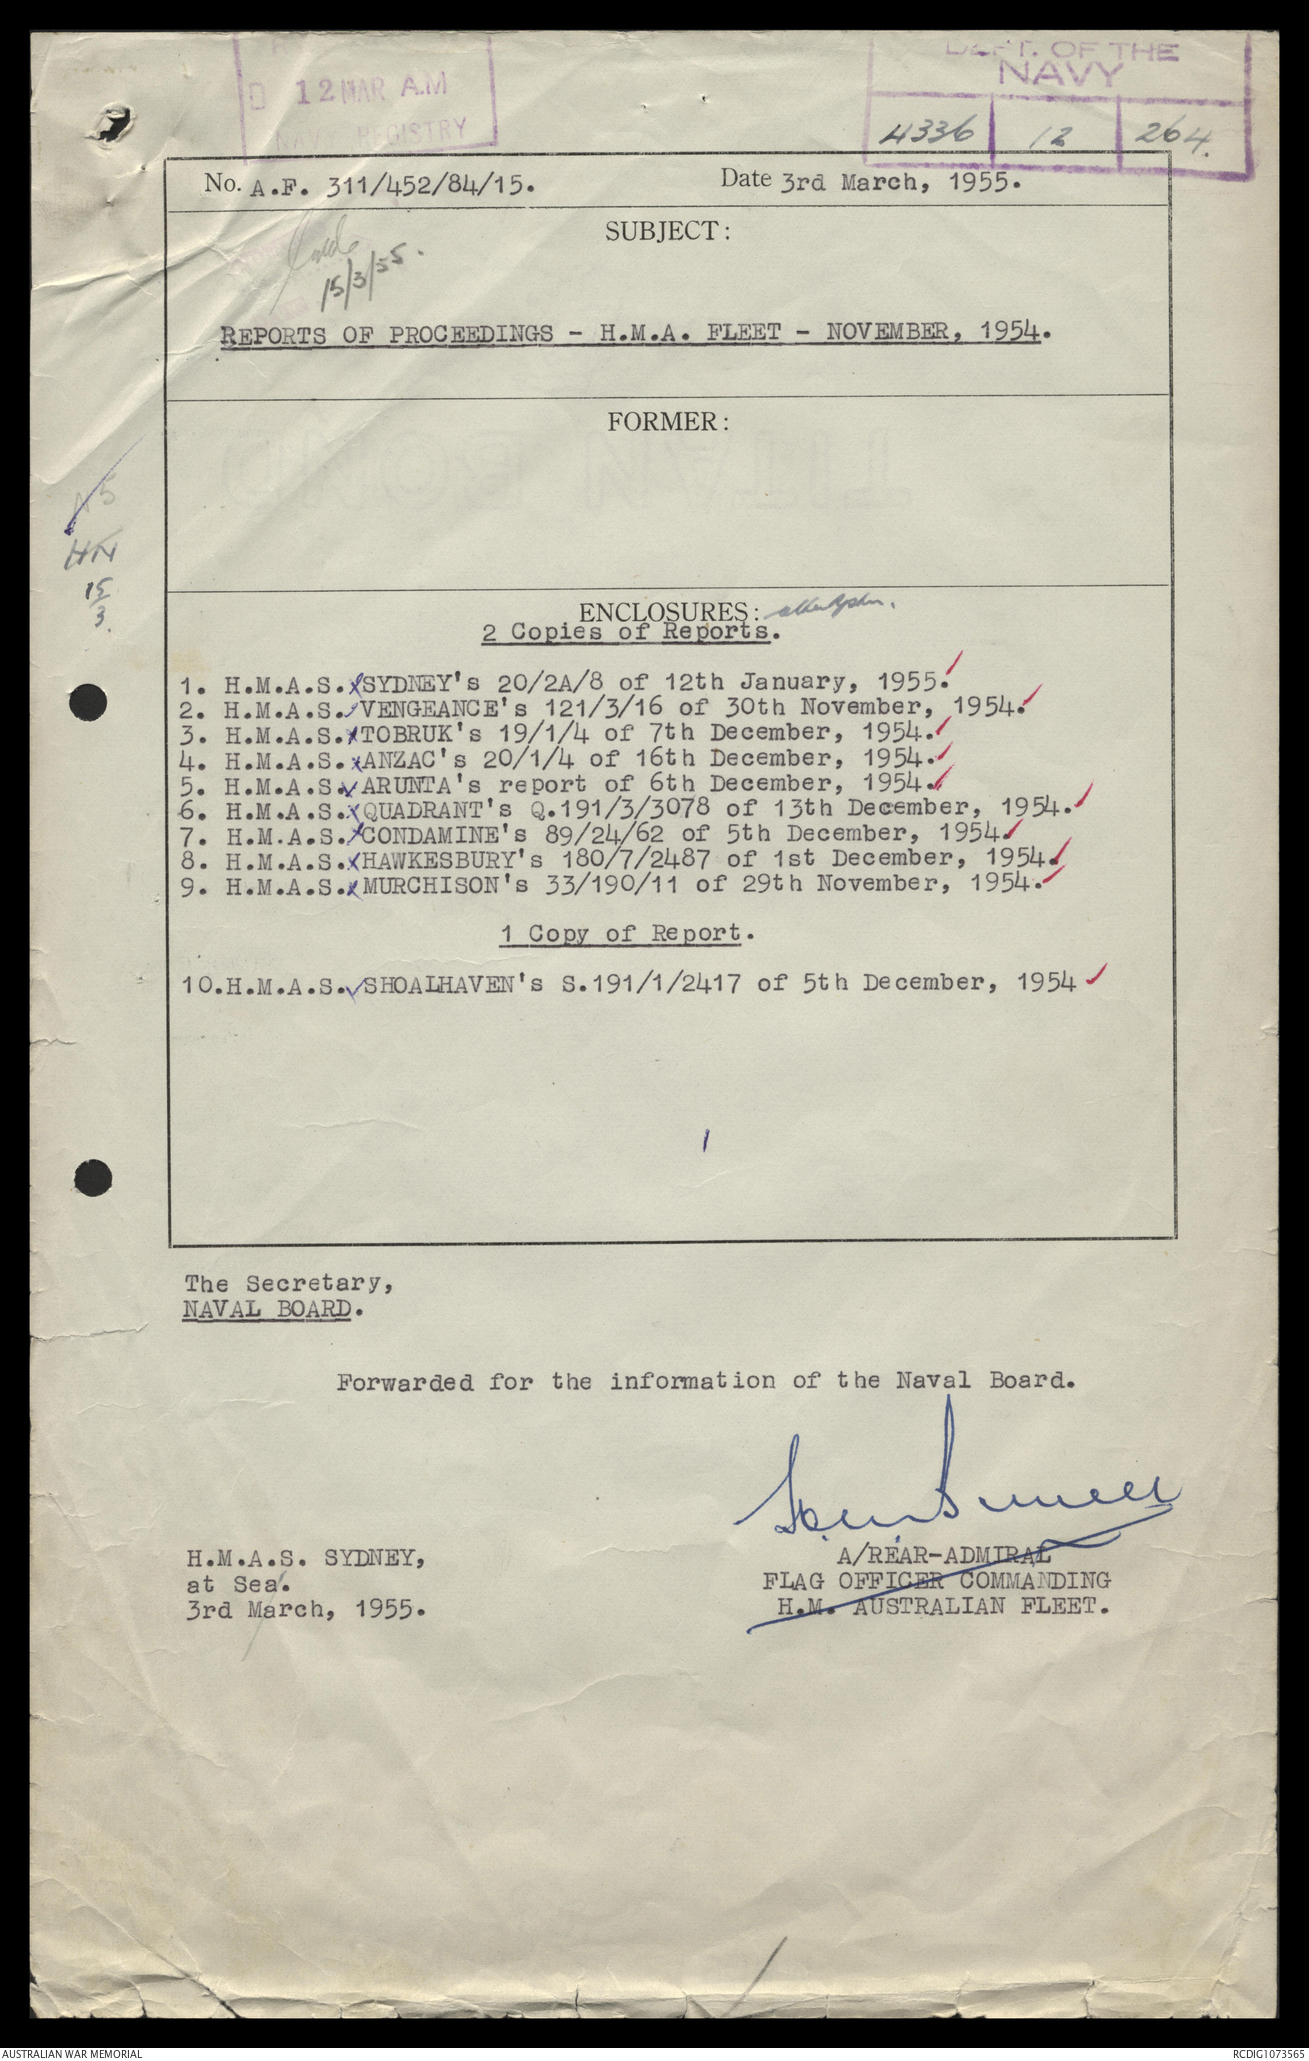 12 MAR A.M
NAVY REGISTRY
DEPT. OF THE
NAVY
4336 12 264.
No. A.F. 311/452/84/15. Date 3rd March, 1955.
SUBJECT:
15/3/55.
REPORTS OF PROCEEDINGS - H.M.A. FLEET - NOVEMBER, 1954.
FORMER:
N5
HN
15
3.
ENCLOSURES:
2 Copies of Reports.
1. H.M.A.S. SYDNEY's 20/2A/8 of 12th January, 1955.
2. H.M.A.S. VENGEANCE's 121/3/16 of 30th November, 1954.
3. H.M.A.S. TOBRUK's 19/1/4 of 7th December, 1954.
4. H.M.A.S. ANZAC's 20/1/4 of 16th December, 1954.
5. H.M.A.S. ARUNTA's report of 6th December, 1954.
6. H.M.A.S. QUADRANT's Q.191/3/3078 of 13th December, 1954.
7. H.M.A.S. CONDAMINE's 89/24/62 of 5th December, 1954.
8. H.M.A.S. HAWKESBURY's 180/7/2487 of 1st December, 1954.
9. H.M.A.S. MURCHISON's 33/190/11 of 29th November, 1954.
1 Copy of Report.
10.H.M.A.S. SHOALHAVEN's S.191/1/2417 of 5th December, 1954
The Secretary,
NAVAL BOARD.
Forwarded for the information of the Naval Board.
H.M.A.S. SYDNEY,
at Sea.
3rd March, 1955.
A/REAR-ADMIRAL
FLAG OFFICER COMMANDING
H.M. AUSTRALIAN FLEET.
AUSTRALIAN WAR MEMORIAL
RCDIG1073565